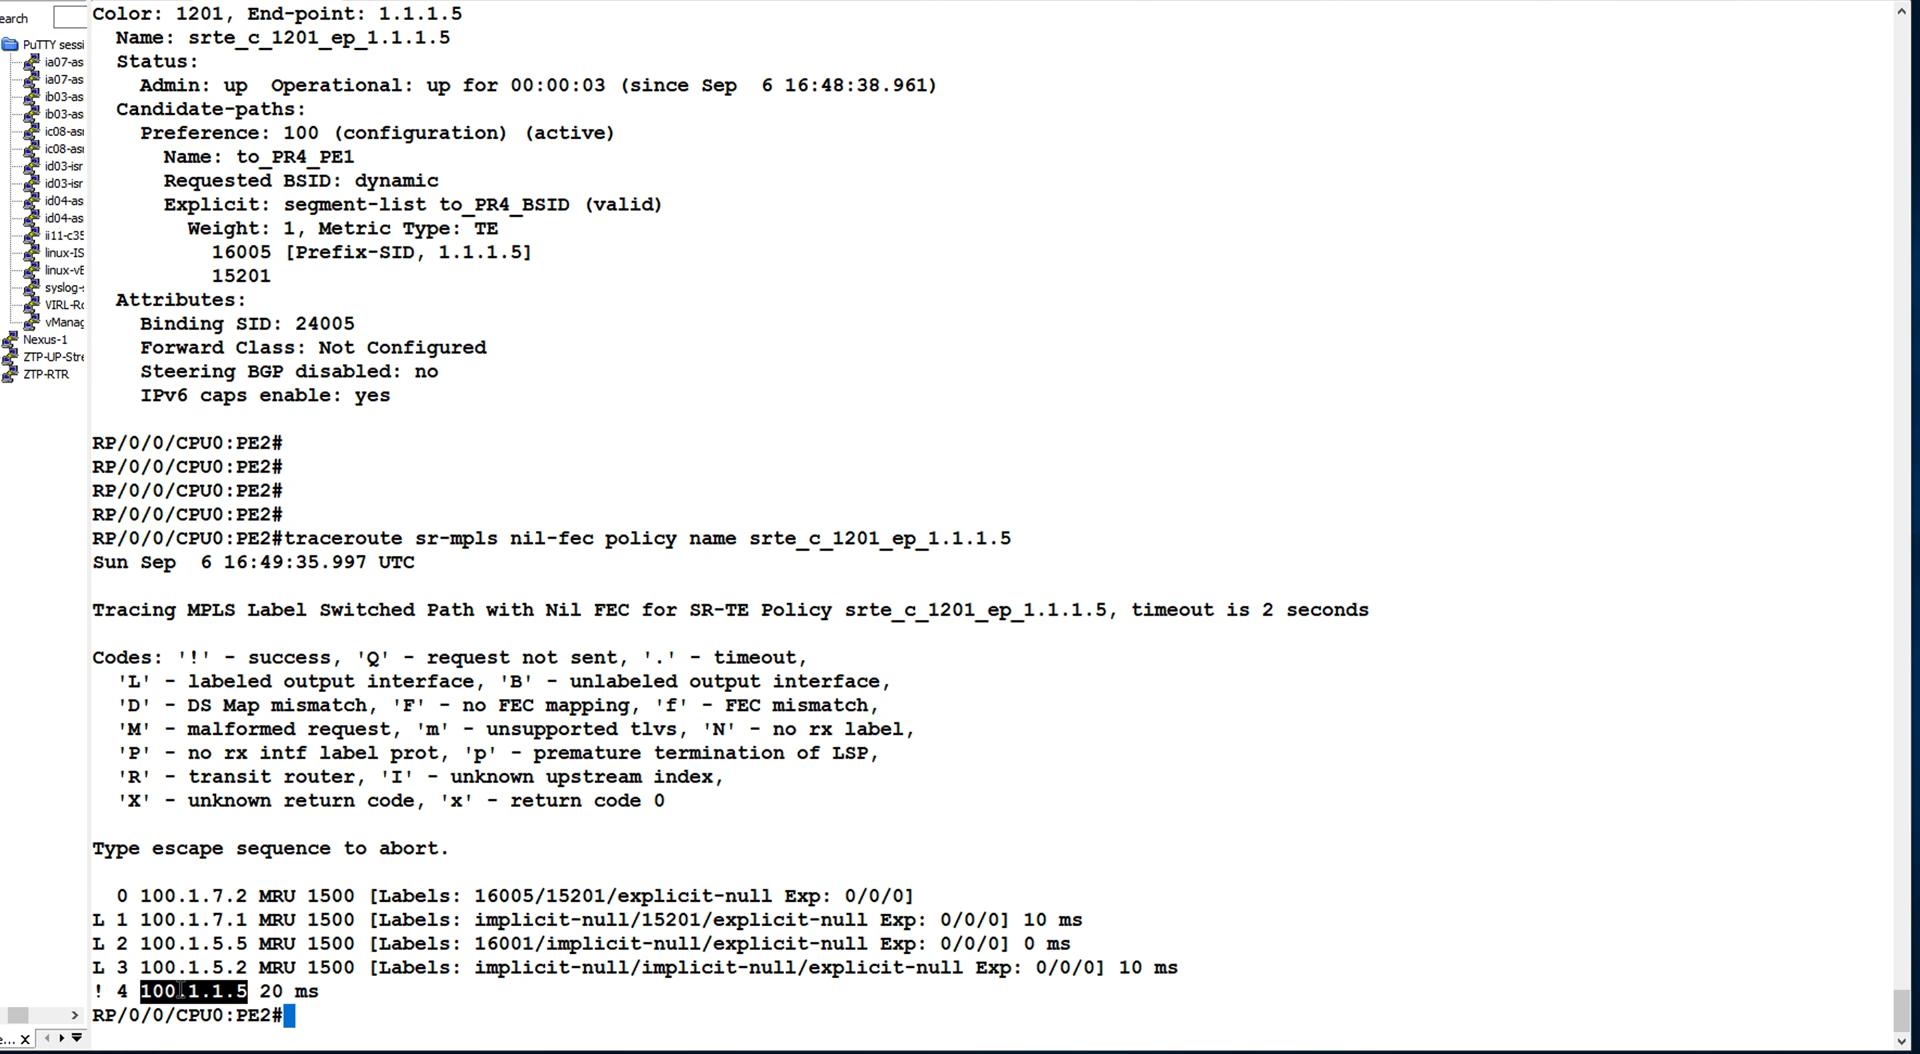 earch
PuTTY sessi
ia07-as
ia07-as
ib03-as
ib03-as
ic08-asr
ic08-asr
id03-isr
id03-isr
id04-as
id04-as
ii11-c35
linux-IS
linux-vE
syslog-s
VIRL-Ro
vManag
Nexus-1
ZTP-UP-Stre
ZTP-RTR
e... X
Color: 1201, End-point: 1.1.1.5
Name: srte_c_1201_ep_1.1.1.5
Status:
Admin: up  Operational: up for 00:00:03 (since Sep  6 16:48:38.961)
Candidate-paths:
Preference: 100 (configuration) (active)
Name: to_PR4_PE1
Requested BSID: dynamic
Explicit: segment-list to_PR4_BSID (valid)
Weight: 1, Metric Type: TE
16005 [Prefix-SID, 1.1.1.5]
15201
Attributes:
Binding SID: 24005
Forward Class: Not Configured
Steering BGP disabled: no
IPv6 caps enable: yes
RP/0/0/CPU0:PE2#
RP/0/0/CPU0:PE2#
RP/0/0/CPU0:PE2#
RP/0/0/CPU0:PE2#
RP/0/0/CPU0:PE2#traceroute sr-mpls nil-fec policy name srte_c_1201_ep_1.1.1.5
Sun Sep  6 16:49:35.997 UTC
Tracing MPLS Label Switched Path with Nil FEC for SR-TE Policy srte_c_1201_ep_1.1.1.5, timeout is 2 seconds
Codes: '!' - success, 'Q' - request not sent, '.' - timeout,
'L' - labeled output interface, 'B' - unlabeled output interface,
'D' - DS Map mismatch, 'F' - no FEC mapping, 'f' - FEC mismatch,
'M' - malformed request, 'm' - unsupported tlvs, 'N' - no rx label,
'P' - no rx intf label prot, 'p' - premature termination of LSP,
'R' - transit router, 'I' - unknown upstream index,
'X' - unknown return code, 'x' - return code 0
Type escape sequence to abort.
0 100.1.7.2 MRU 1500 [Labels: 16005/15201/explicit-null Exp: 0/0/0]
L 1 100.1.7.1 MRU 1500 [Labels: implicit-null/15201/explicit-null Exp: 0/0/0] 10 ms
L 2 100.1.5.5 MRU 1500 [Labels: 16001/implicit-null/explicit-null Exp: 0/0/0] 0 ms
L 3 100.1.5.2 MRU 1500 [Labels: implicit-null/implicit-null/explicit-null Exp: 0/0/0] 10 ms
! 4 100.1.1.5 20 ms
RP/0/0/CPU0:PE2#